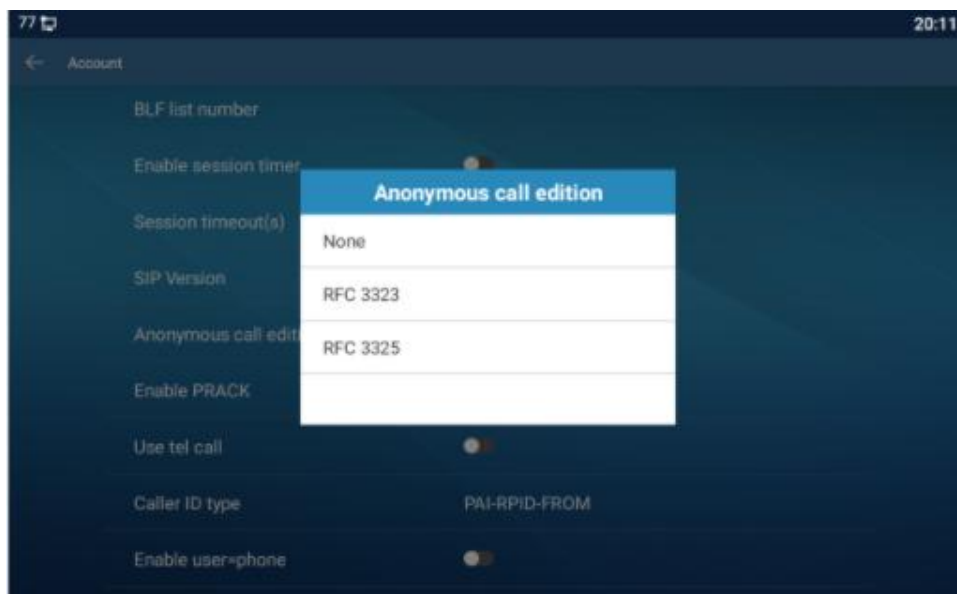 77
20:11
Account
BLF list number
Enable session timer
Anonymous call edition
Session timeout(s)
None
SIP Version
RFC 3323
Anonymous call editi
RFC 3325
Enable PRACK
Use tel call
Caller ID type PAI-RPID-FROM
Enable user=phone